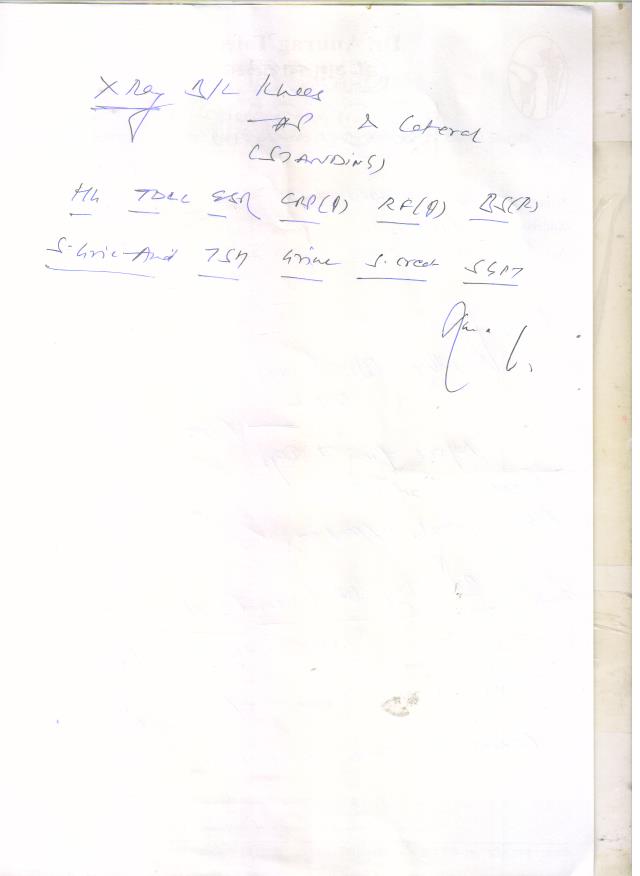 X Ray B/L Knees
- AP & Lateral
(STANDING)
Hb TDLC ESR CRP(Q) RF(Q) BS(R)
S. Uric Acid TSH Urine S. creat SGPT